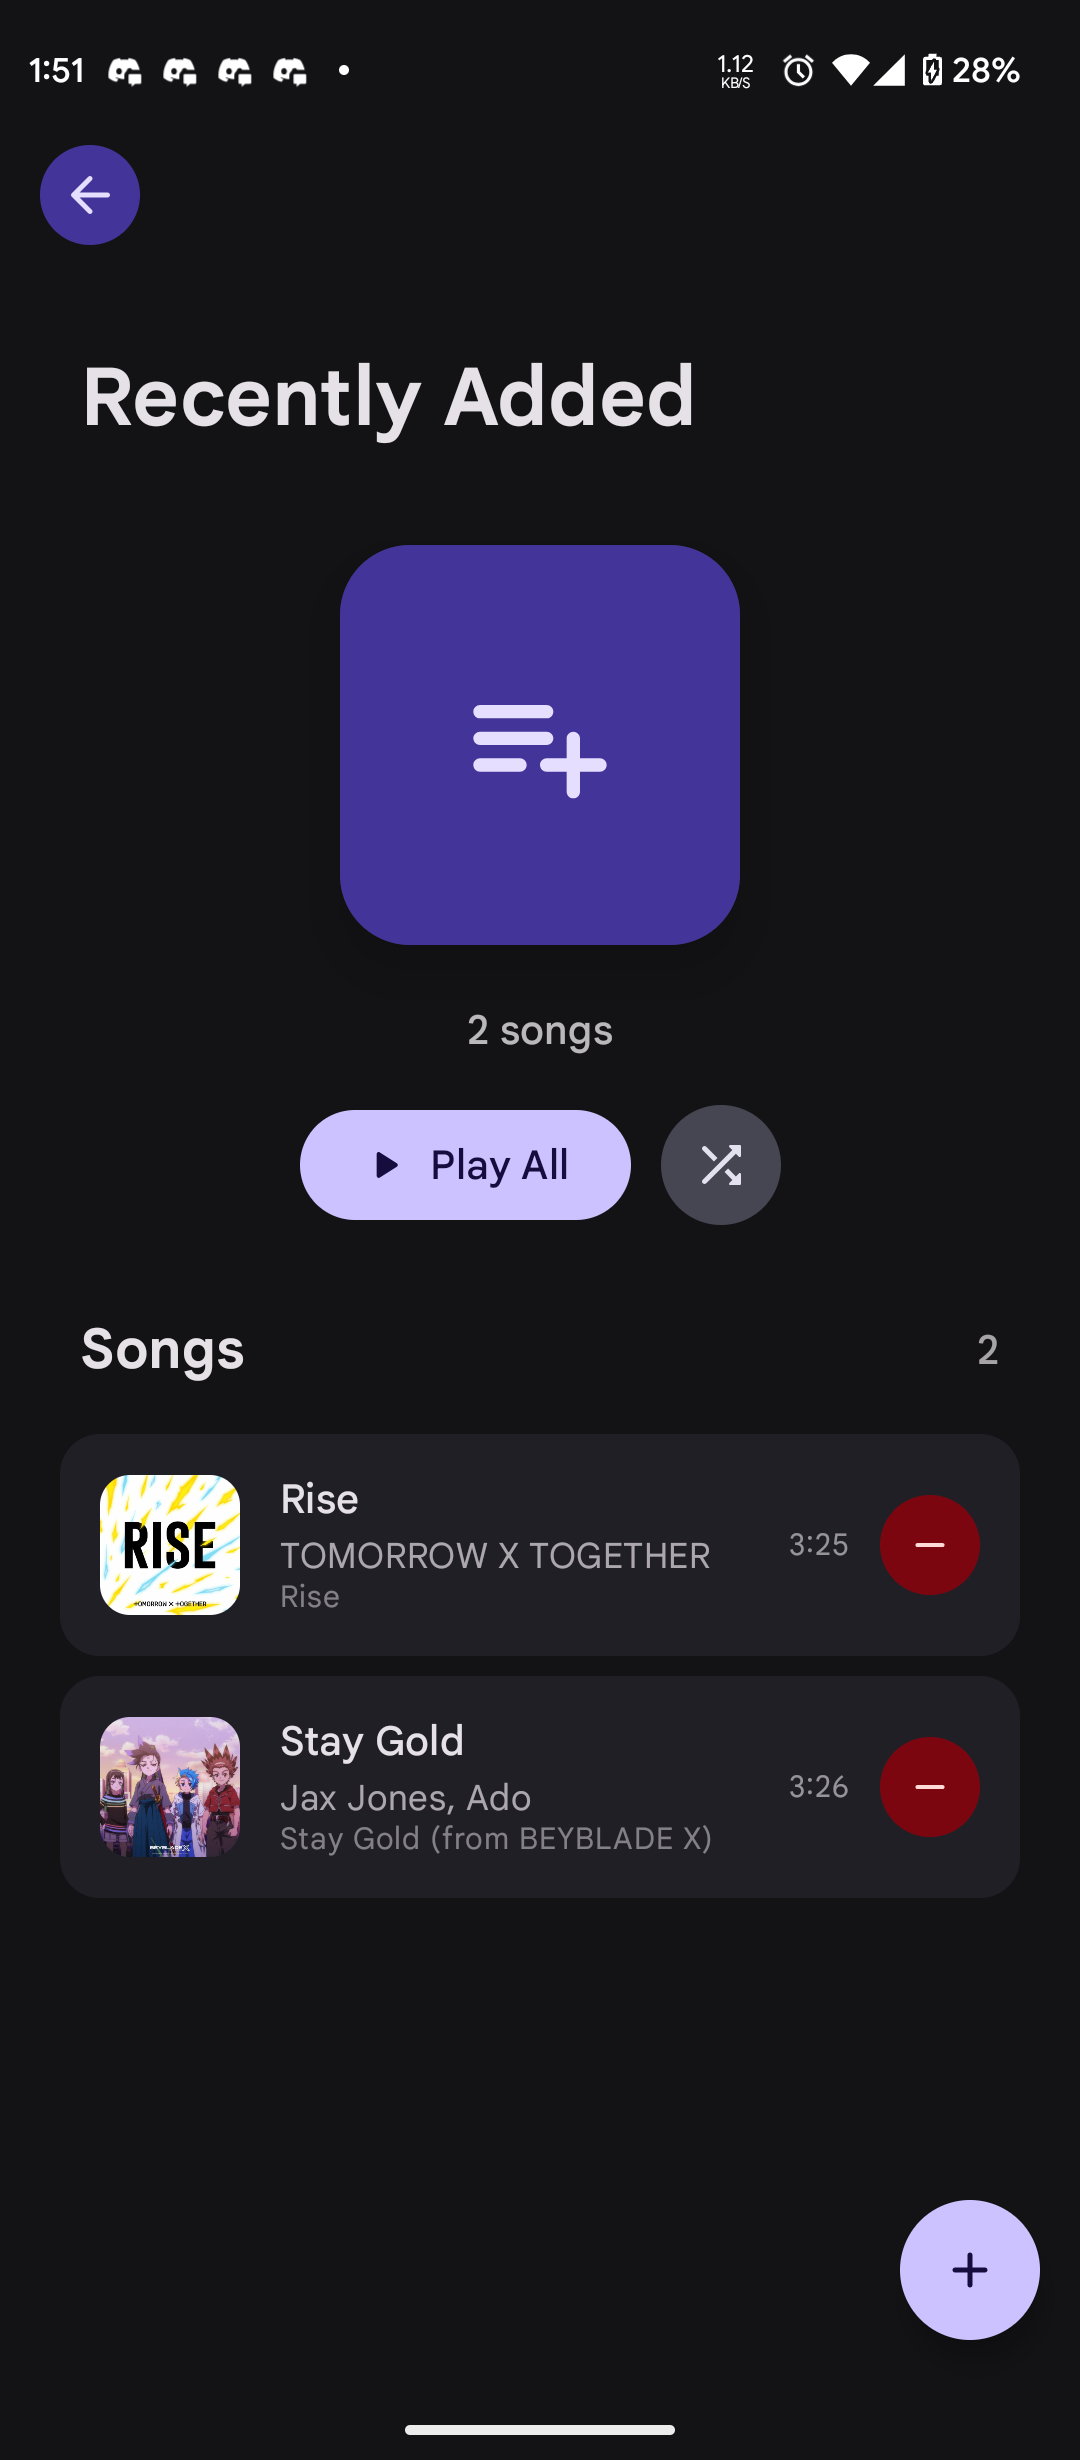 1:51 1.12 KB/S 28%
Recently Added
2 songs
Play All
Songs 2
RISE
TOMORROW X TOGETHER
Rise
TOMORROW X TOGETHER 3:25
Rise
BEYBLADE X
Stay Gold
Jax Jones, Ado 3:26
Stay Gold (from BEYBLADE X)